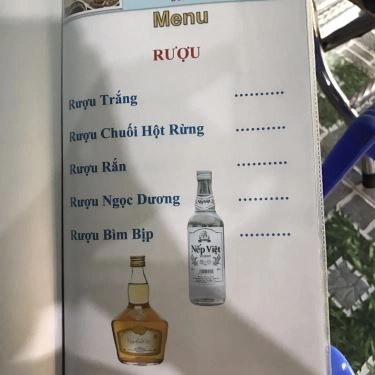 Menu
RƯỢU
Rượu Trắng ..........
Rượu Chuối Hột Rừng ..........
Rượu Rắn ..........
Rượu Ngọc Dương ..........
Rượu Bìm Bịp ..........
Nếp Việt